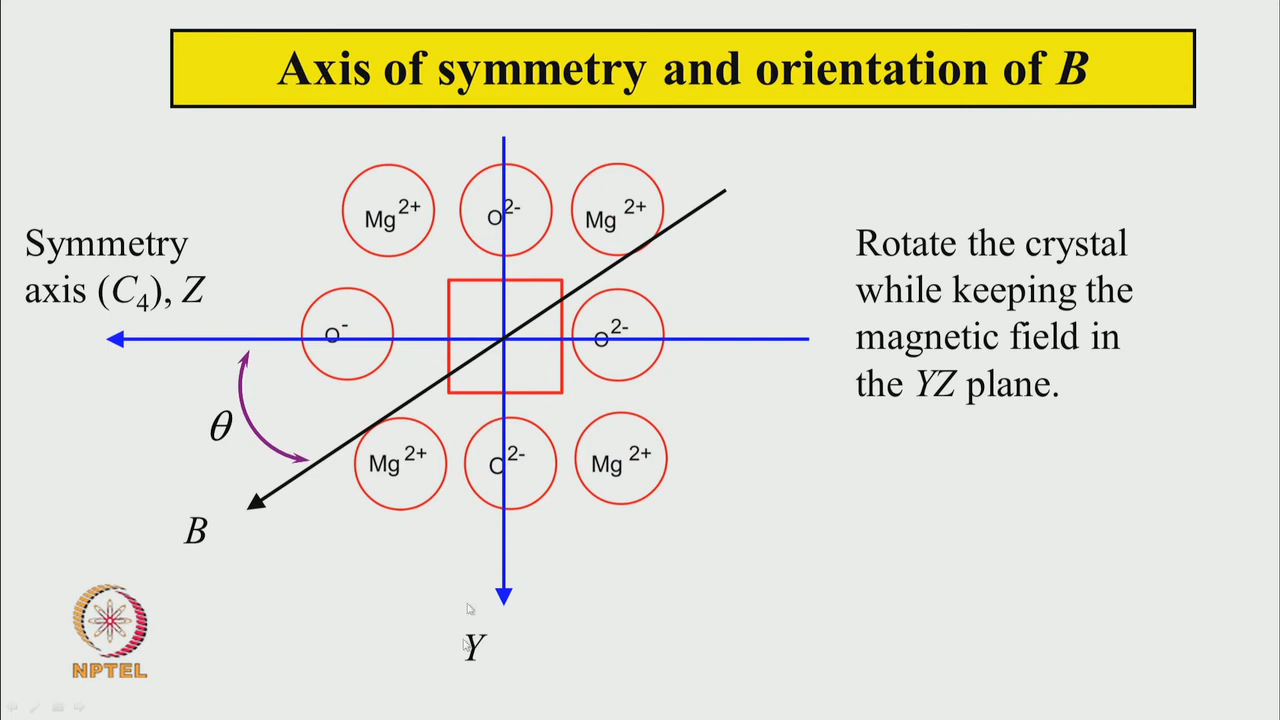 Axis of symmetry and orientation of B
Mg 2+
O 2-
Mg 2+
Symmetry
axis (C4), Z
O -
O 2-
Rotate the crystal
while keeping the
magnetic field in
the YZ plane.
θ
Mg 2+
O 2-
Mg 2+
B
Y
NPTEL